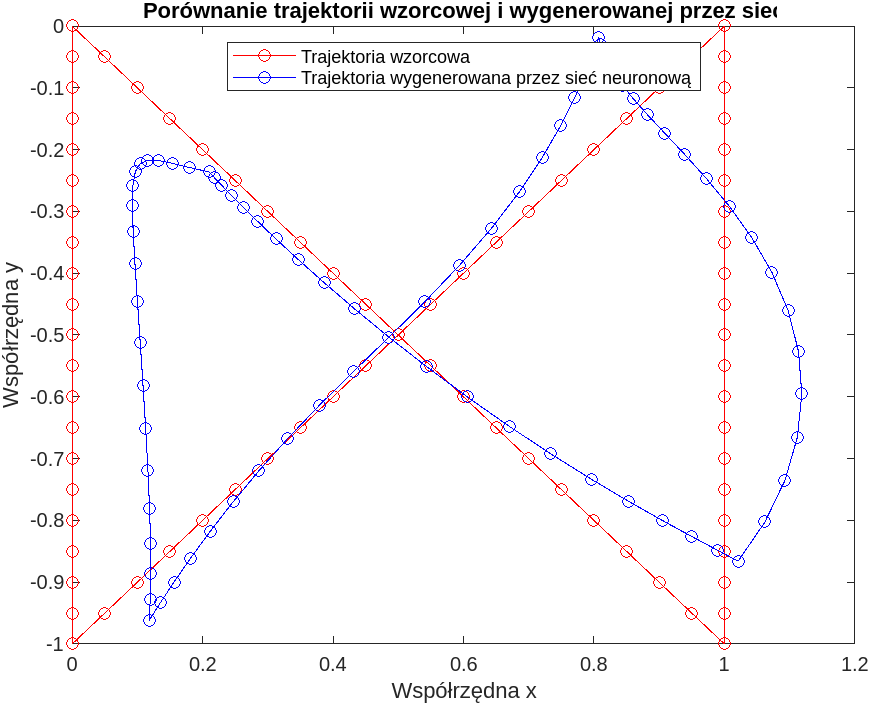 Porównanie trajektorii wzorcowej i wygenerowanej przez sieć
0
Trajektoria wzorcowa
Trajektoria wygenerowana przez sieć neuronową
-0.1
-0.2
-0.3
-0.4
-0.5
-0.6
-0.7
-0.8
-0.9
-1
Współrzędna y
0 0.2 0.4 0.6 0.8 1 1.2
Współrzędna x